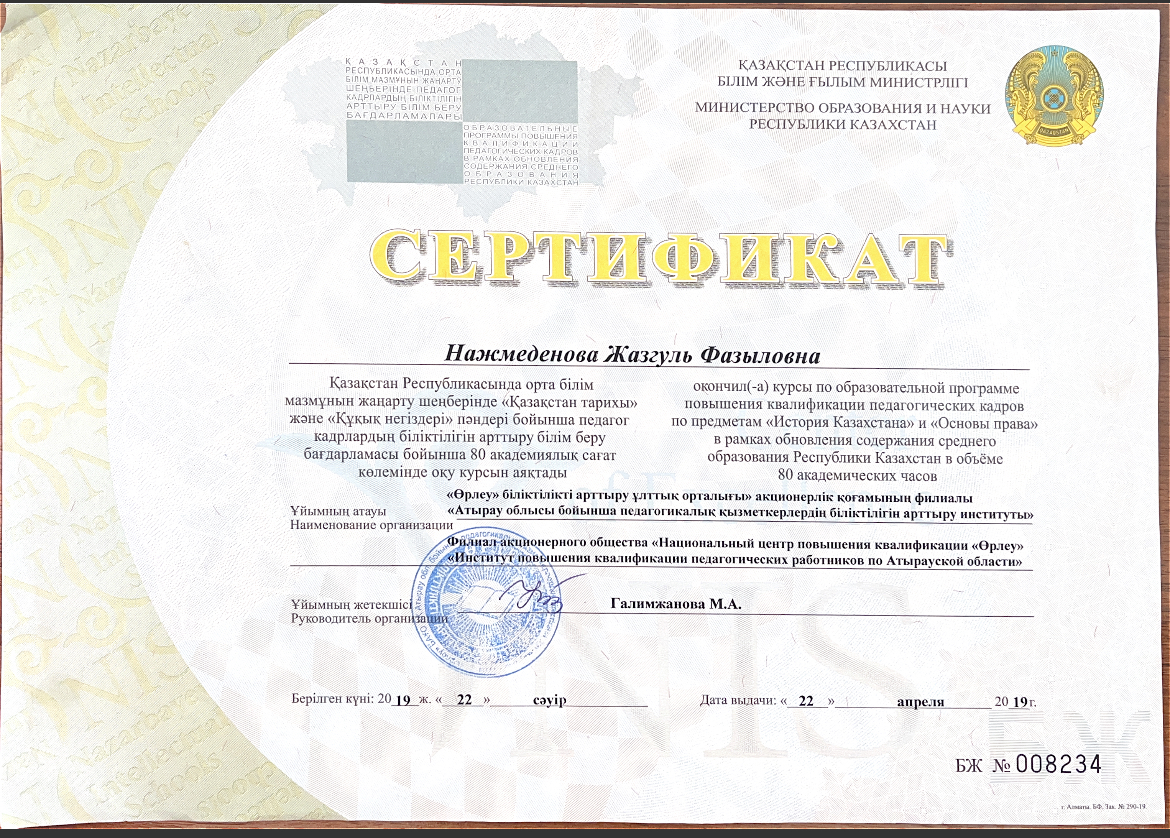 ҚАЗАҚСТАН
РЕСПУБЛИКАСЫНДА ОРТА
БІЛІМ МАЗМҰНЫН ЖАҢАРТУ
ШЕҢБЕРІНДЕ ПЕДАГОГ
КАДРЛАРДЫҢ БІЛІКТІЛІГІН
АРТТЫРУ БІЛІМ БЕРУ
БАҒДАРЛАМАЛАРЫ
ОБРАЗОВАТЕЛЬНЫЕ
ПРОГРАММЫ ПОВЫШЕНИЯ
КВАЛИФИКАЦИИ
ПЕДАГОГИЧЕСКИХ КАДРОВ
В РАМКАХ ОБНОВЛЕНИЯ
СОДЕРЖАНИЯ СРЕДНЕГО
ОБРАЗОВАНИЯ
РЕСПУБЛИКИ КАЗАХСТАН
ҚАЗАҚСТАН РЕСПУБЛИКАСЫ
БІЛІМ ЖӘНЕ ҒЫЛЫМ МИНИСТРЛІГІ
МИНИСТЕРСТВО ОБРАЗОВАНИЯ И НАУКИ
РЕСПУБЛИКИ КАЗАХСТАН
СЕРТИФИКАТ
Нажмеденова Жазгуль Фазыловна
Қазақстан Республикасында орта білім
мазмұнын жаңарту шеңберінде «Қазақстан тарихы»
және «Құқық негіздері» пәндері бойынша педагог
кадрлардың біліктілігін арттыру білім беру
бағдарламасы бойынша 80 академиялық сағат
көлемінде оқу курсын аяқтады
окончил(-а) курсы по образовательной программе
повышения квалификации педагогических кадров
по предметам «История Казахстана» и «Основы права»
в рамках обновления содержания среднего
образования Республики Казахстан в объёме
80 академических часов
«Өрлеу» біліктілікті арттыру ұлттық орталығы» акционерлік қоғамының филиалы
Ұйымның атауы «Атырау облысы бойынша педагогикалық қызметкерлердің біліктілігін арттыру институты»
Наименование организации
Филиал акционерного общества «Национальный центр повышения квалификации «Өрлеу»
«Институт повышения квалификации педагогических работников по Атырауской области»
Ұйымның жетекшісі Галимжанова М.А.
Руководитель организации
Берілген күні: 2019 ж. « 22 » сәуір
Дата выдачи: « 22 » апреля 2019 г.
БЖ № 008234
г. Алматы. БФ. Зак. № 290-19.